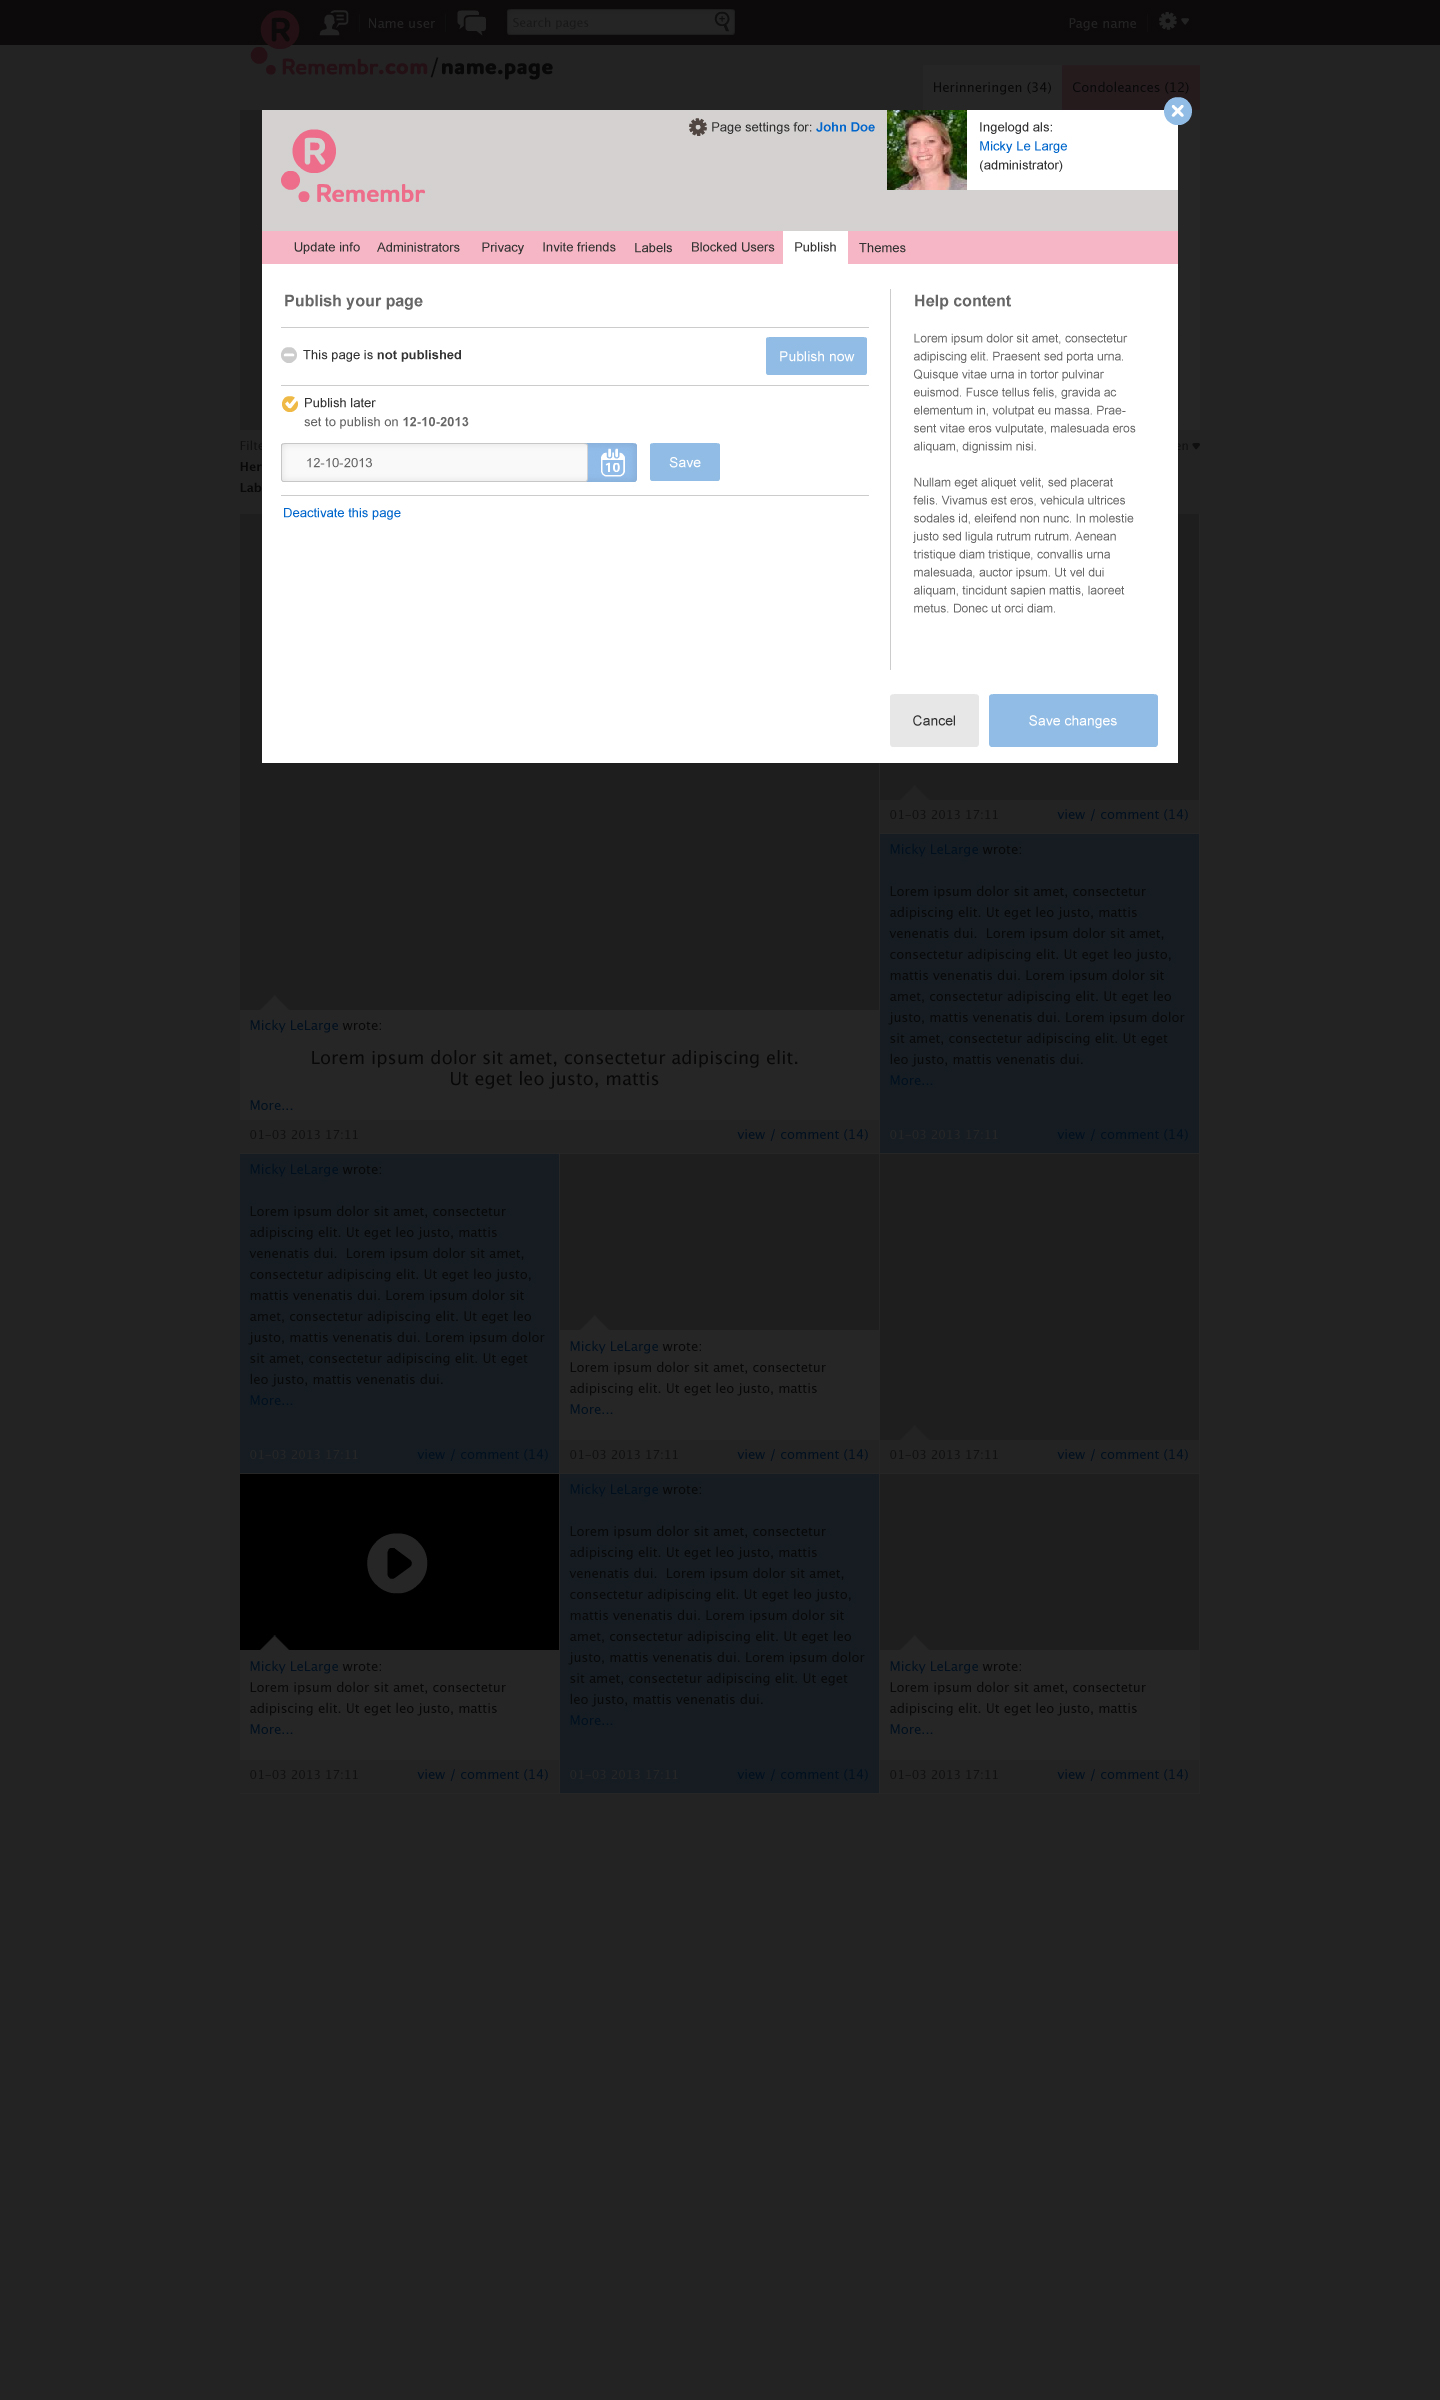 Name user
Search pages
Page name
R
Remembr.com/name.page
Herinneringen (34)
Condoleances (12)
R
Remembr
Page settings for: John Doe
Ingelogd als:
Micky Le Large
(administrator)
Update info
Administrators
Privacy
Invite friends
Labels
Blocked Users
Publish
Themes
Publish your page
This page is not published
Publish now
Publish later
set to publish on 12-10-2013
12-10-2013
10
Save
Deactivate this page
Help content
Lorem ipsum dolor sit amet, consectetur
adipiscing elit. Praesent sed porta urna.
Quisque vitae urna in tortor pulvinar
euismod. Fusce tellus felis, gravida ac
elementum in, volutpat eu massa. Prae-
sent vitae eros vulputate, malesuada eros
aliquam, dignissim nisi.
Nullam eget aliquet velit, sed placerat
felis. Vivamus est eros, vehicula ultrices
sodales id, eleifend non nunc. In molestie
justo sed ligula rutrum rutrum. Aenean
tristique diam tristique, convallis urna
malesuada, auctor ipsum. Ut vel dui
aliquam, tincidunt sapien mattis, laoreet
metus. Donec ut orci diam.
Cancel
Save changes
01-03 2013 17:11
view / comment (14)
Micky LeLarge wrote:
Lorem ipsum dolor sit amet, consectetur
adipiscing elit. Ut eget leo justo, mattis
venenatis dui. Lorem ipsum dolor sit amet,
consectetur adipiscing elit. Ut eget leo justo,
mattis venenatis dui. Lorem ipsum dolor sit
amet, consectetur adipiscing elit. Ut eget leo
justo, mattis venenatis dui. Lorem ipsum dolor
sit amet, consectetur adipiscing elit. Ut eget
leo justo, mattis venenatis dui.
More...
01-03 2013 17:11
view / comment (14)
Micky LeLarge wrote:
Lorem ipsum dolor sit amet, consectetur adipiscing elit.
Ut eget leo justo, mattis
More...
01-03 2013 17:11
view / comment (14)
Micky LeLarge wrote:
Lorem ipsum dolor sit amet, consectetur
adipiscing elit. Ut eget leo justo, mattis
venenatis dui. Lorem ipsum dolor sit amet,
consectetur adipiscing elit. Ut eget leo justo,
mattis venenatis dui. Lorem ipsum dolor sit
amet, consectetur adipiscing elit. Ut eget leo
justo, mattis venenatis dui. Lorem ipsum dolor
sit amet, consectetur adipiscing elit. Ut eget
leo justo, mattis venenatis dui.
More...
01-03 2013 17:11
view / comment (14)
Micky LeLarge wrote:
Lorem ipsum dolor sit amet, consectetur
adipiscing elit. Ut eget leo justo, mattis
More...
01-03 2013 17:11
view / comment (14)
01-03 2013 17:11
view / comment (14)
Micky LeLarge wrote:
Lorem ipsum dolor sit amet, consectetur
adipiscing elit. Ut eget leo justo, mattis
More...
01-03 2013 17:11
view / comment (14)
Micky LeLarge wrote:
Lorem ipsum dolor sit amet, consectetur
adipiscing elit. Ut eget leo justo, mattis
venenatis dui. Lorem ipsum dolor sit amet,
consectetur adipiscing elit. Ut eget leo justo,
mattis venenatis dui. Lorem ipsum dolor sit
amet, consectetur adipiscing elit. Ut eget leo
justo, mattis venenatis dui. Lorem ipsum dolor
sit amet, consectetur adipiscing elit. Ut eget
leo justo, mattis venenatis dui.
More...
01-03 2013 17:11
view / comment (14)
Micky LeLarge wrote:
Lorem ipsum dolor sit amet, consectetur
adipiscing elit. Ut eget leo justo, mattis
More...
01-03 2013 17:11
view / comment (14)